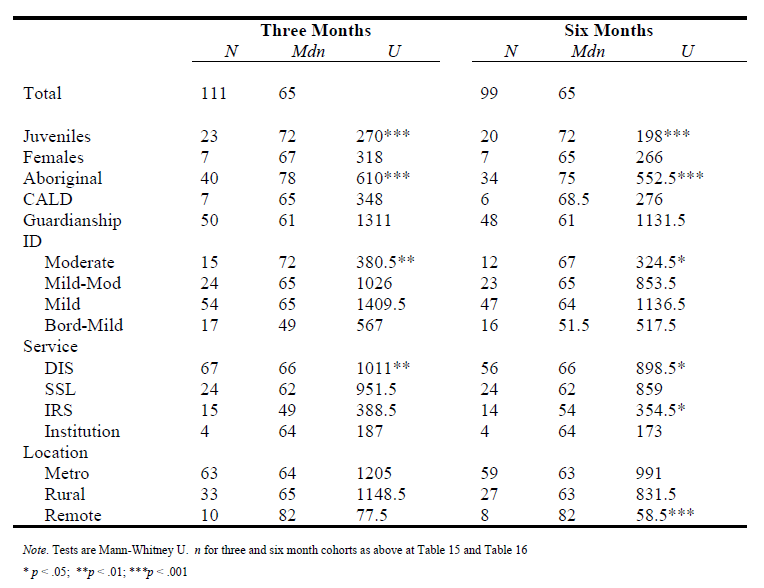 Three Months Six Months
N Mdn U N Mdn U
Total 111 65 99 65
Juveniles 23 72 270*** 20 72 198***
Females 7 67 318 7 65 266
Aboriginal 40 78 610*** 34 75 552.5***
CALD 7 65 348 6 68.5 276
Guardianship 50 61 1311 48 61 1131.5
ID
Moderate 15 72 380.5** 12 67 324.5*
Mild-Mod 24 65 1026 23 65 853.5
Mild 54 65 1409.5 47 64 1136.5
Bord-Mild 17 49 567 16 51.5 517.5
Service
DIS 67 66 1011** 56 66 898.5*
SSL 24 62 951.5 24 62 859
IRS 15 49 388.5 14 54 354.5*
Institution 4 64 187 4 64 173
Location
Metro 63 64 1205 59 63 991
Rural 33 65 1148.5 27 63 831.5
Remote 10 82 77.5 8 82 58.5***
Note. Tests are Mann-Whitney U. n for three and six month cohorts as above at Table 15 and Table 16
* p < .05; **p < .01; ***p < .001